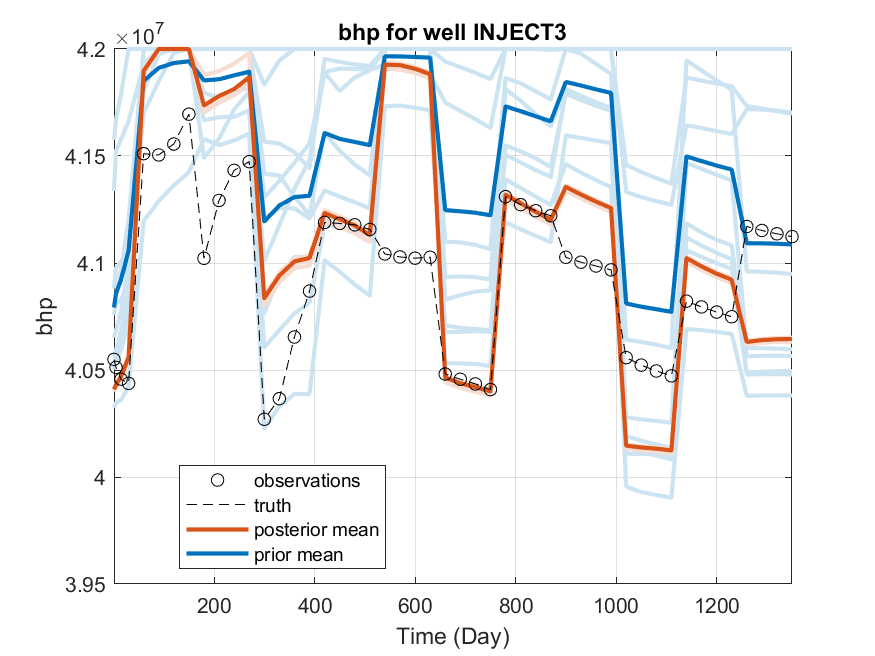 bhp for well INJECT3
×10⁷
4.2
4.15
4.1
4.05
4
3.95
bhp
observations
truth
posterior mean
prior mean
200 400 600 800 1000 1200
Time (Day)